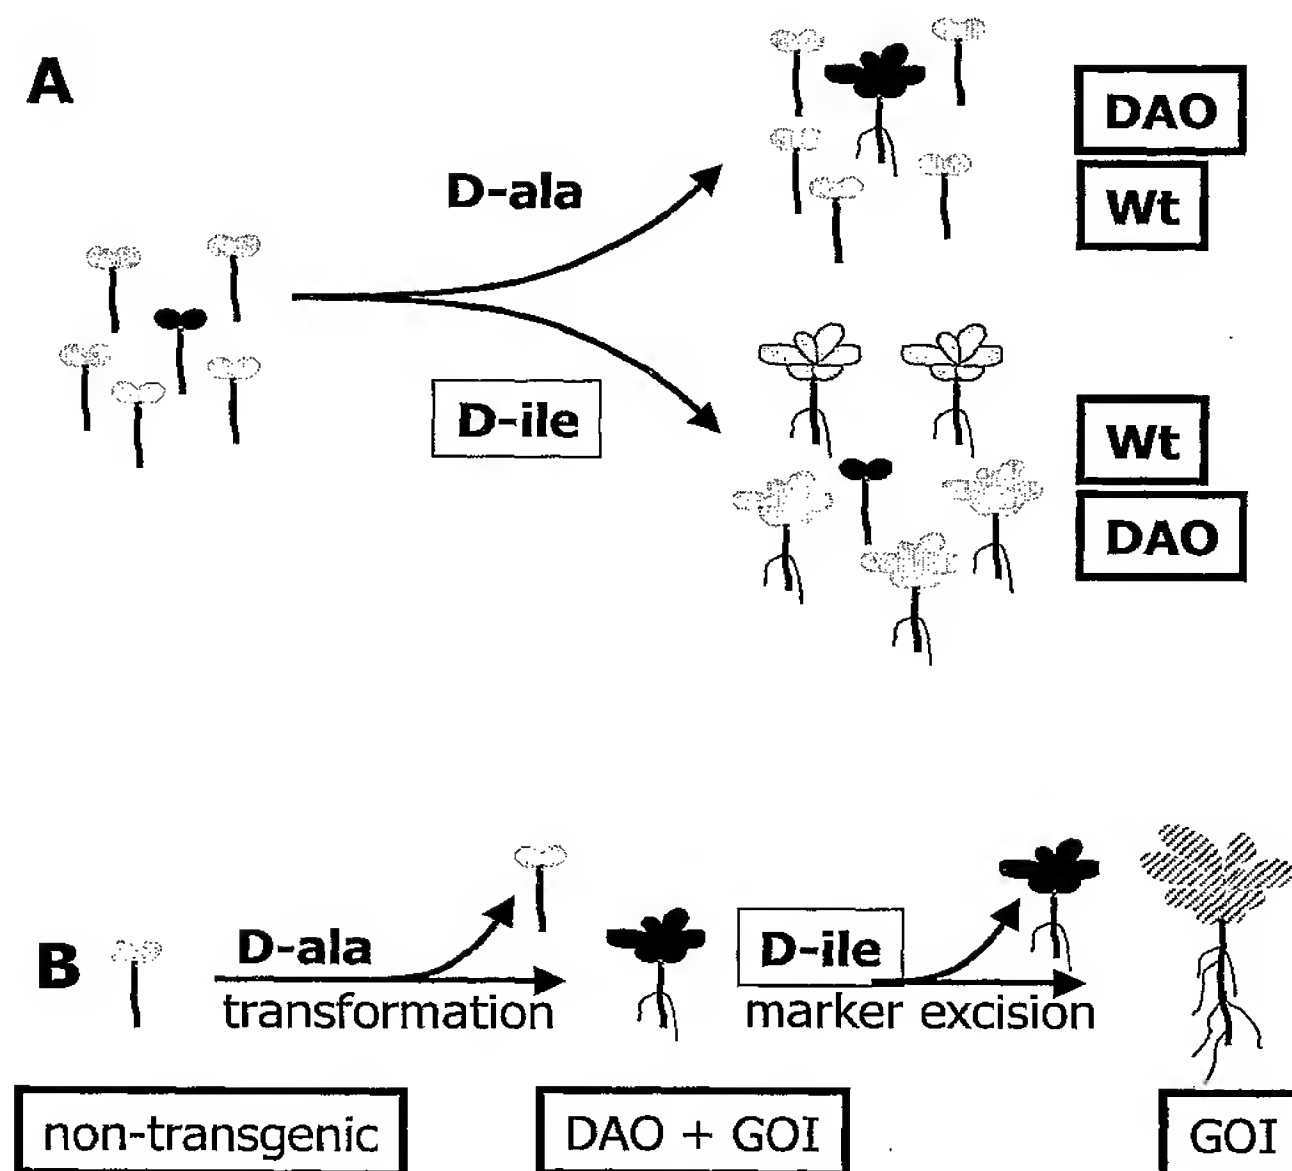 A
D-ala
DAO
Wt
D-ile
Wt
DAO
B
D-ala
transformation
D-ile
marker excision
non-transgenic
DAO + GOI
GOI